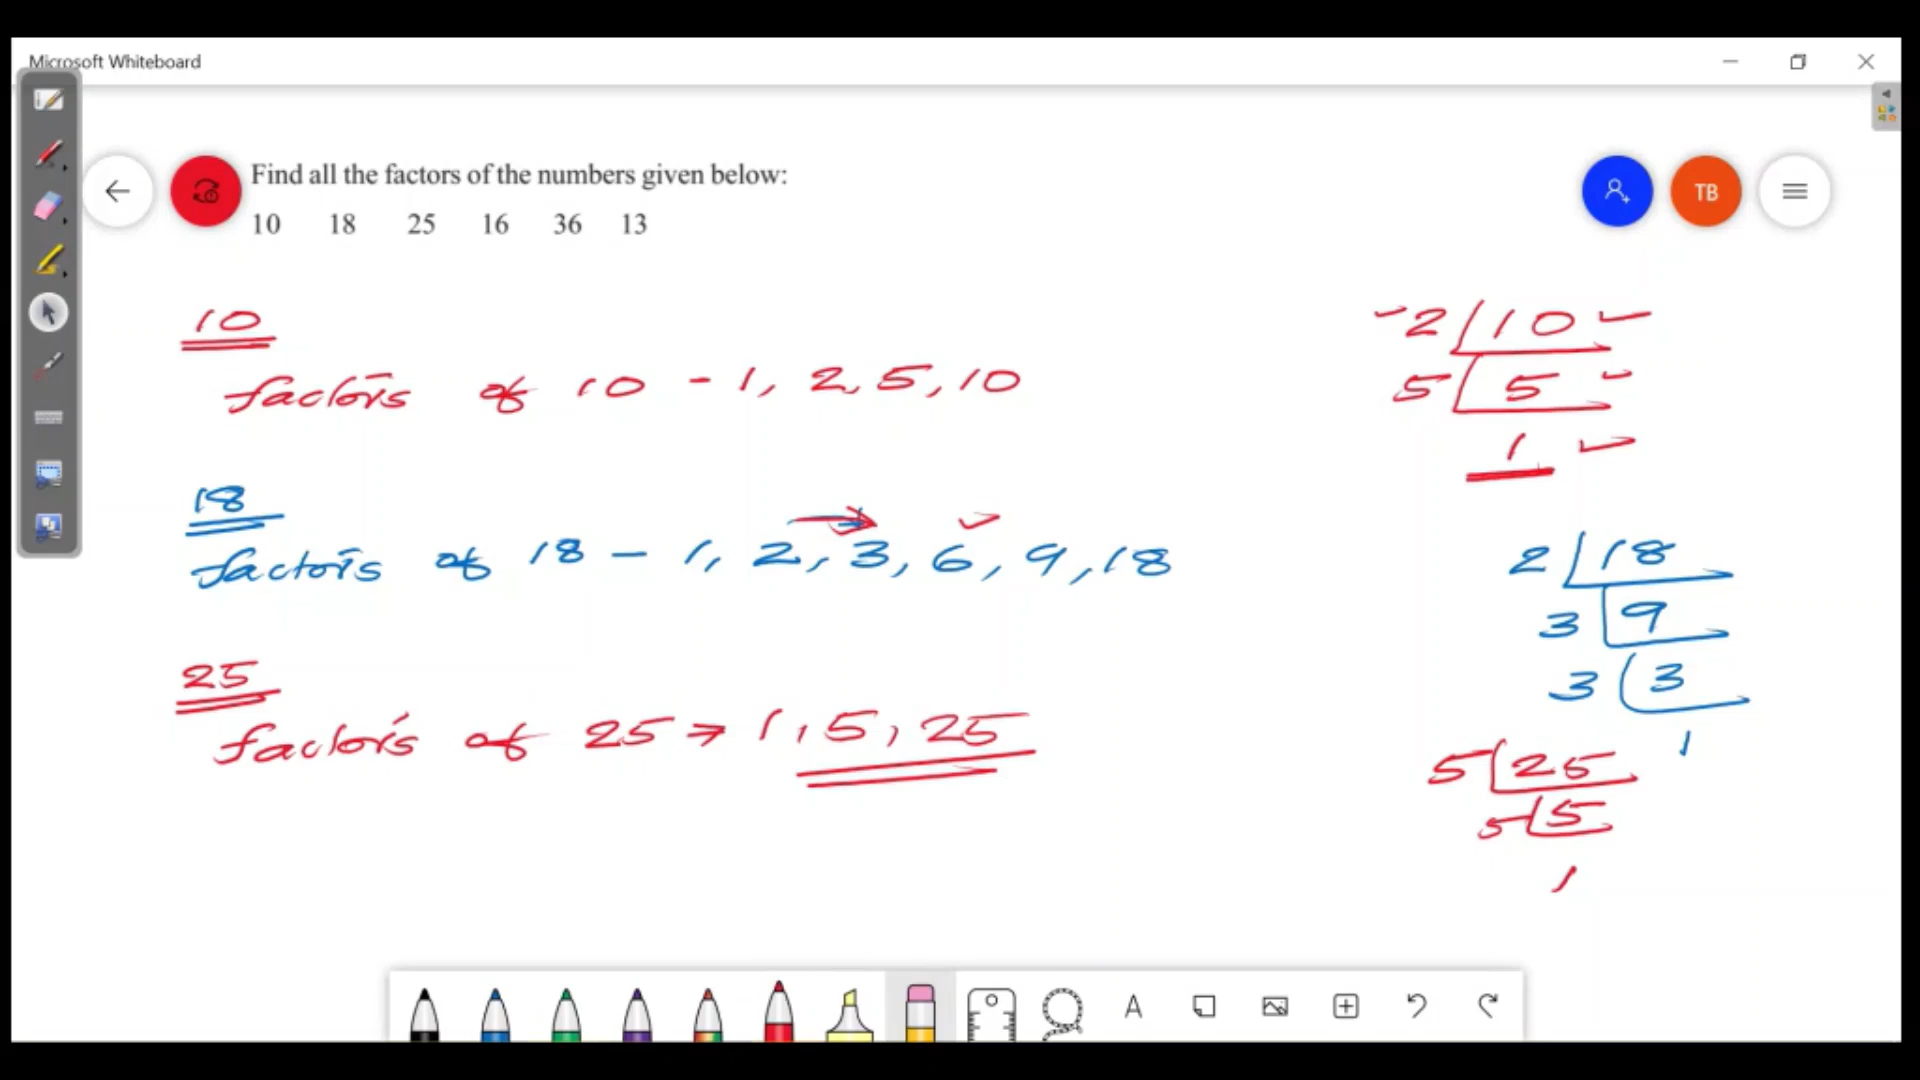 Microsoft Whiteboard
Find all the factors of the numbers given below:
10 18 25 16 36 13
TB
10
factors of 10 - 1, 2, 5, 10
18
factors of 18 - 1, 2, 3, 6, 9, 18
25
factors of 25 → 1, 5, 25
2 10
5 5
1
2 18
3 9
3 3
1
5 25
5 5
1
A